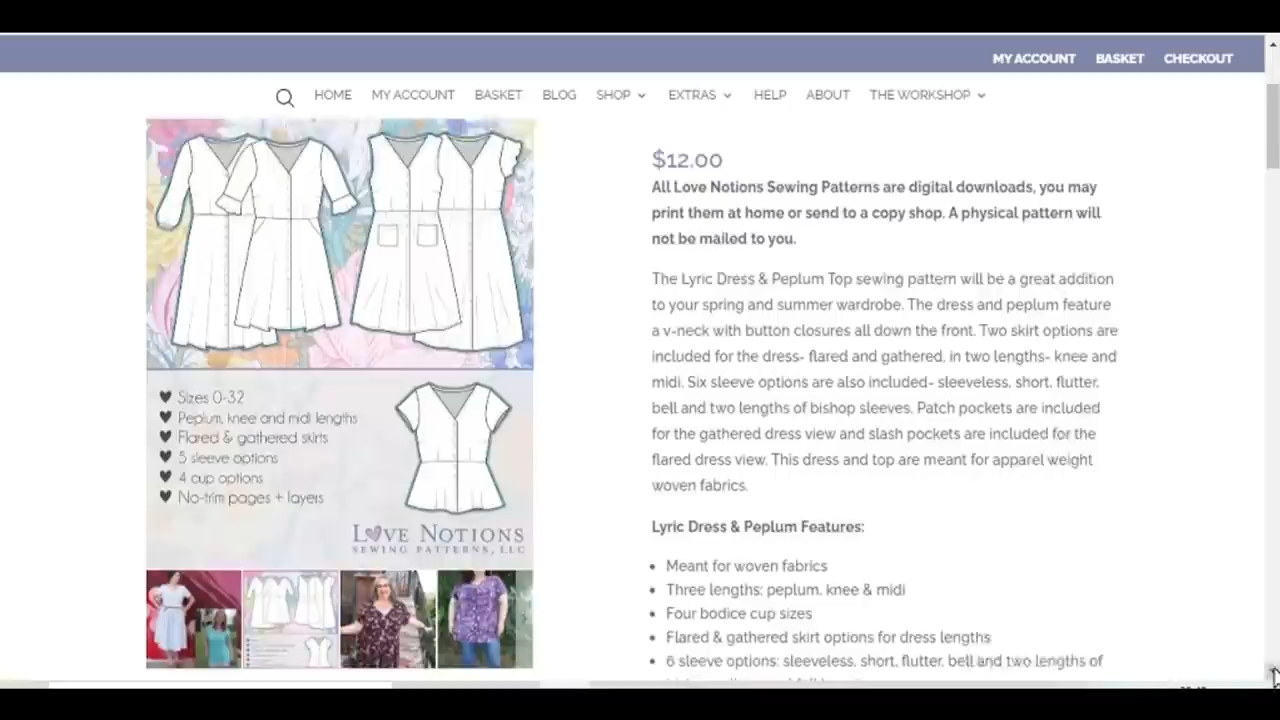 MY ACCOUNT BASKET CHECKOUT
HOME MY ACCOUNT BASKET BLOG SHOP EXTRAS HELP ABOUT THE WORKSHOP
Sizes 0-32
Peplum, knee and midi lengths
Flared & gathered skirts
5 sleeve options
4 cup options
No-trim pages + layers
LOVE NOTIONS
SEWING PATTERNS, LLC
$12.00
All Love Notions Sewing Patterns are digital downloads, you may
print them at home or send to a copy shop. A physical pattern will
not be mailed to you.
The Lyric Dress & Peplum Top sewing pattern will be a great addition
to your spring and summer wardrobe. The dress and peplum feature
a v-neck with button closures all down the front. Two skirt options are
included for the dress- flared and gathered, in two lengths- knee and
midi. Six sleeve options are also included- sleeveless, short, flutter,
bell and two lengths of bishop sleeves. Patch pockets are included
for the gathered dress view and slash pockets are included for the
flared dress view. This dress and top are meant for apparel weight
woven fabrics.
Lyric Dress & Peplum Features:
Meant for woven fabrics
Three lengths: peplum, knee & midi
Four bodice cup sizes
Flared & gathered skirt options for dress lengths
6 sleeve options: sleeveless, short, flutter, bell and two lengths of